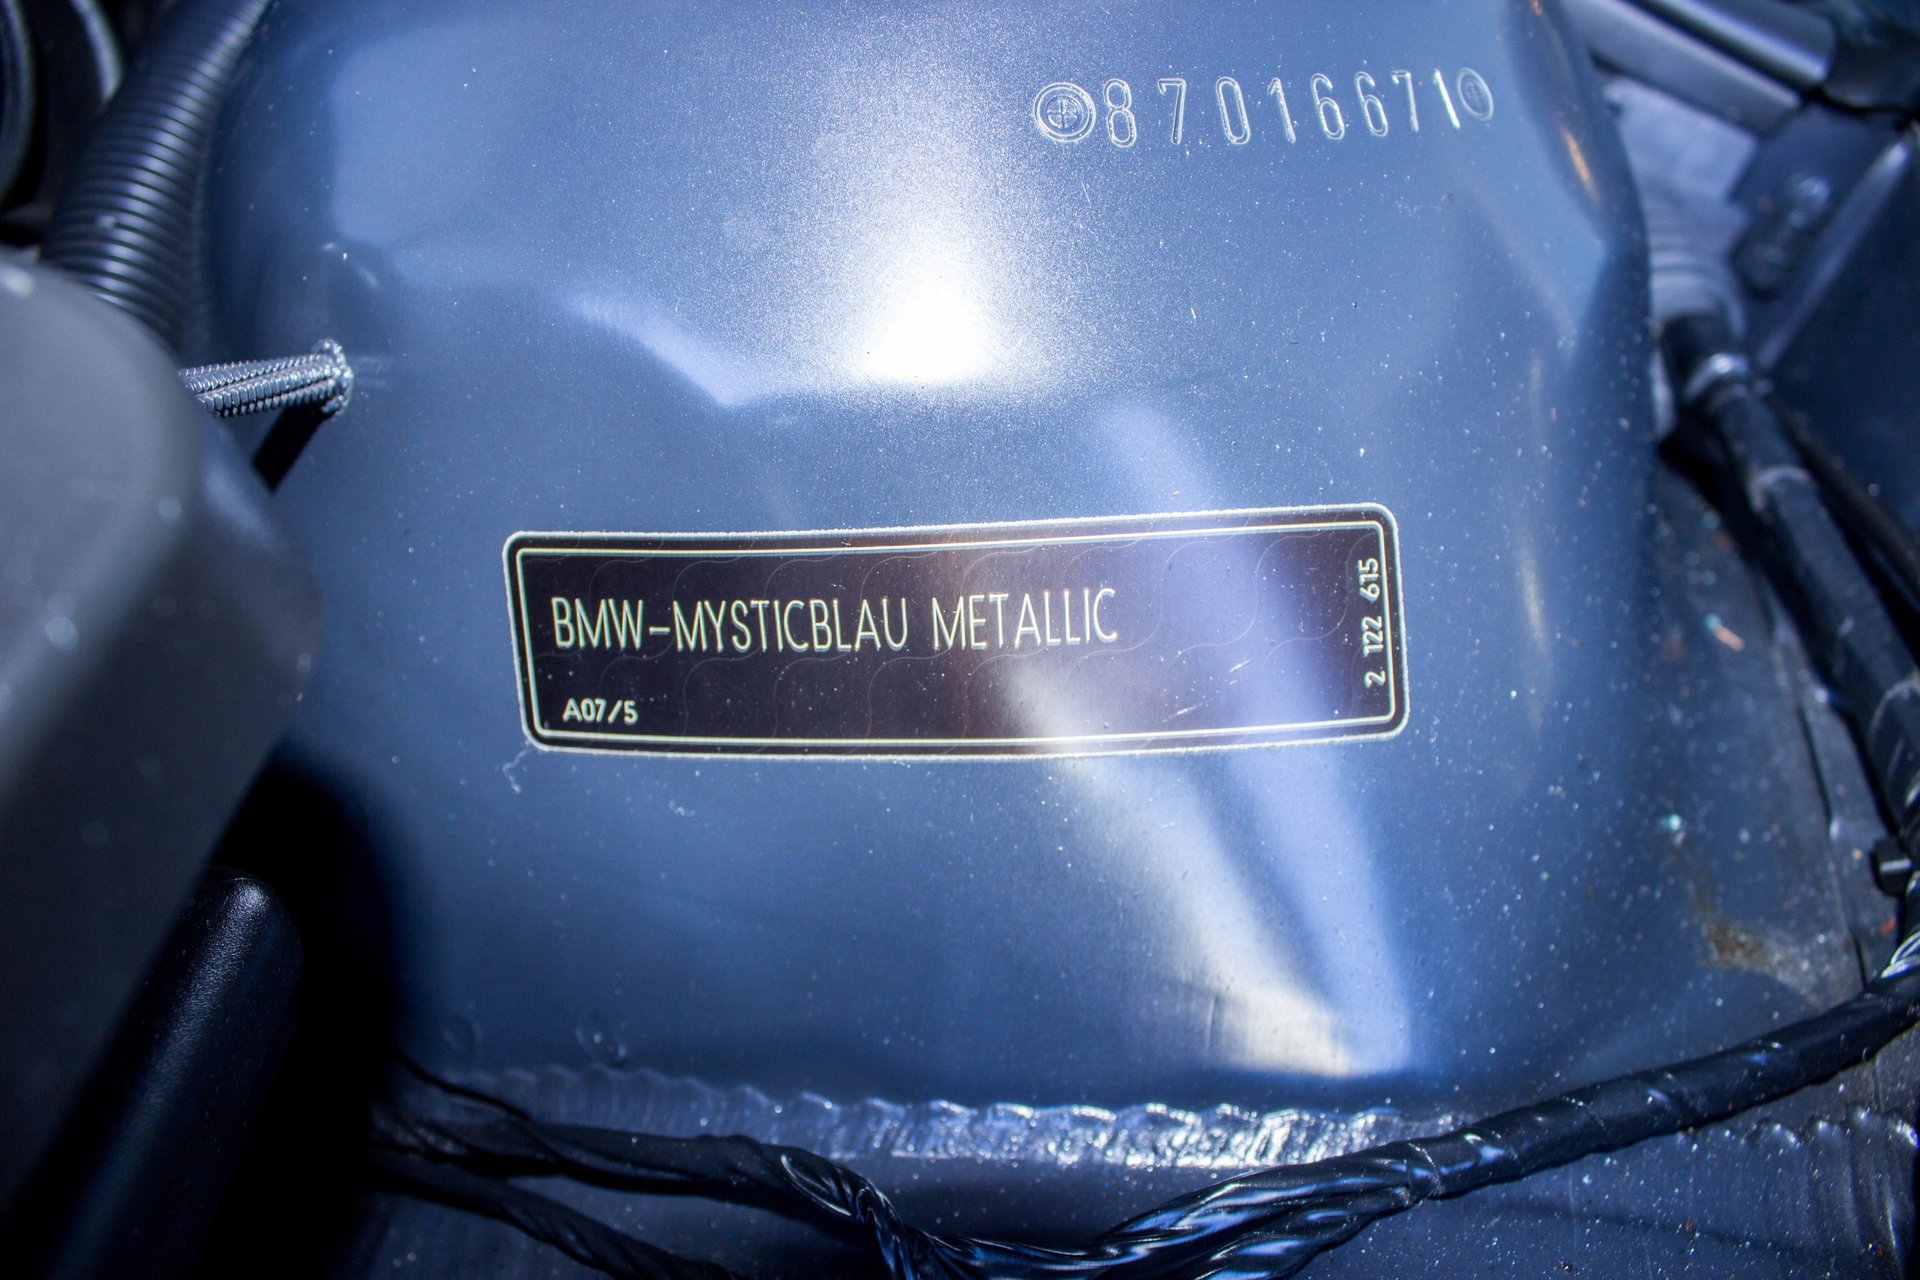 87016671
BMW-MYSTICBLAU METALLIC
A07/5
2 122 615